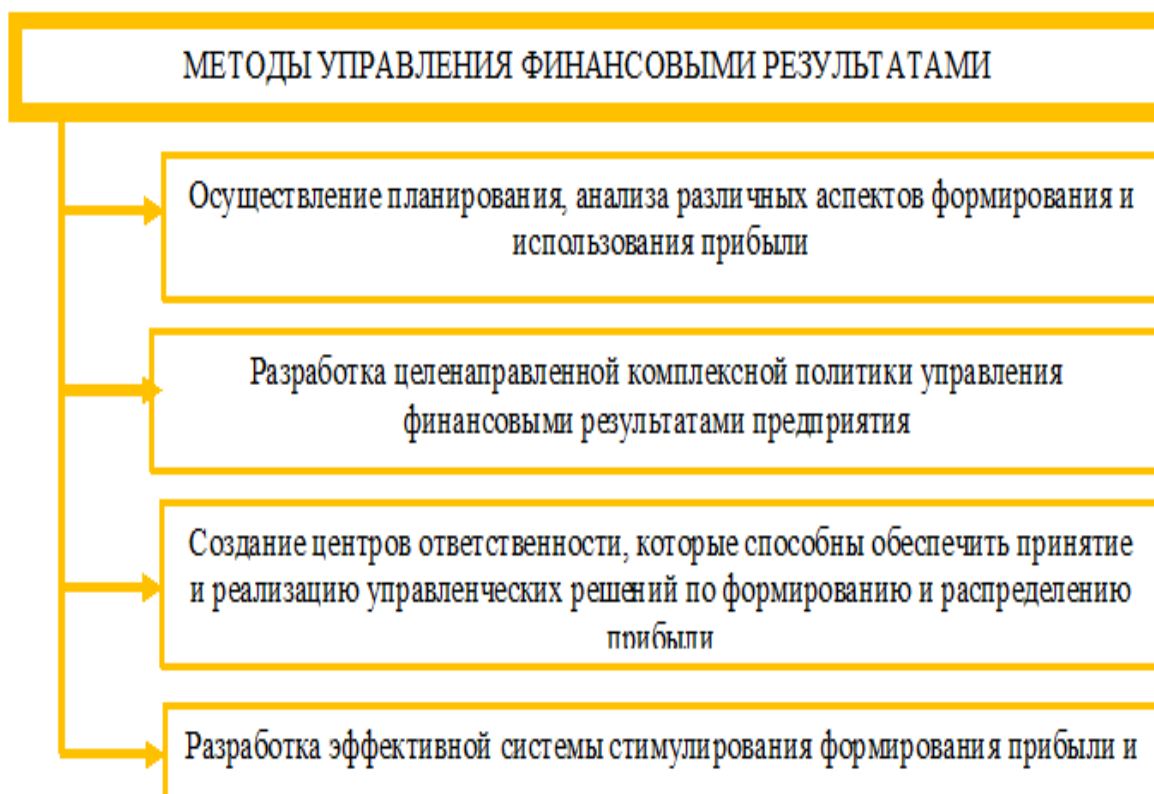 МЕТОДЫ УПРАВЛЕНИЯ ФИНАНСОВЫМИ РЕЗУЛЬТАТАМИ
Осуществление планирования, анализа различных аспектов формирования и
использования прибыли
Разработка целенаправленной комплексной политики управления
финансовыми результатами предприятия
Создание центров ответственности, которые способны обеспечить принятие
и реализацию управленческих решений по формированию и распределению
прибыли
Разработка эффективной системы стимулирования формирования прибыли и